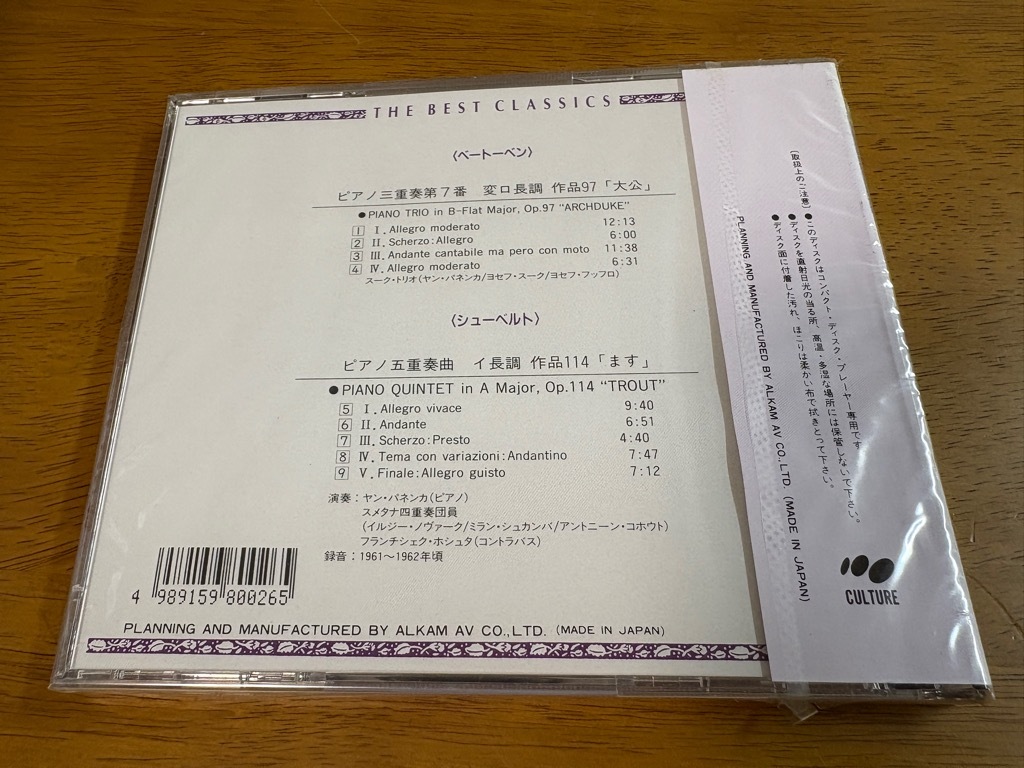 THE BEST CLASSICS
〈ベートーベン〉
ピアノ三重奏第7番 変ロ長調 作品97「大公」
●PIANO TRIO in B-Flat Major, Op.97 "ARCHDUKE"
1 I. Allegro moderato 12:13
2 II. Scherzo: Allegro 6:00
3 III. Andante cantabile ma pero con moto 11:38
4 IV. Allegro moderato 6:31
スーク・トリオ(ヤン・パネンカ/ヨセフ・スーク/ヨセフ・フッフロ)
〈シューベルト〉
ピアノ五重奏曲 イ長調 作品114「ます」
●PIANO QUINTET in A Major, Op.114 "TROUT"
5 I. Allegro vivace 9:40
6 II. Andante 6:51
7 III. Scherzo: Presto 4:40
8 IV. Tema con variazioni: Andantino 7:47
9 V. Finale: Allegro guisto 7:12
演奏：ヤン・パネンカ(ピアノ)
スメタナ四重奏団員
(イルジー・ノヴァーク/ミラン・シュカンパ/アントニーン・コホウト)
フランチシェク・ホシュタ(コントラバス)
録音：1961〜1962年頃
4 989159 800265
PLANNING AND MANUFACTURED BY ALKAM AV CO.,LTD. (MADE IN JAPAN)
(取扱上のご注意)
●このディスクはコンパクト・ディスク・プレーヤー専用です。
●ディスクを直射日光の当る所、高温・多湿な場所には保管しないで下さい。
●ディスク面に付着した汚れ、ほこりは柔かい布で拭きとって下さい。
PLANNING AND MANUFACTURED BY ALKAM AV CO.,LTD. (MADE IN JAPAN)
CULTURE